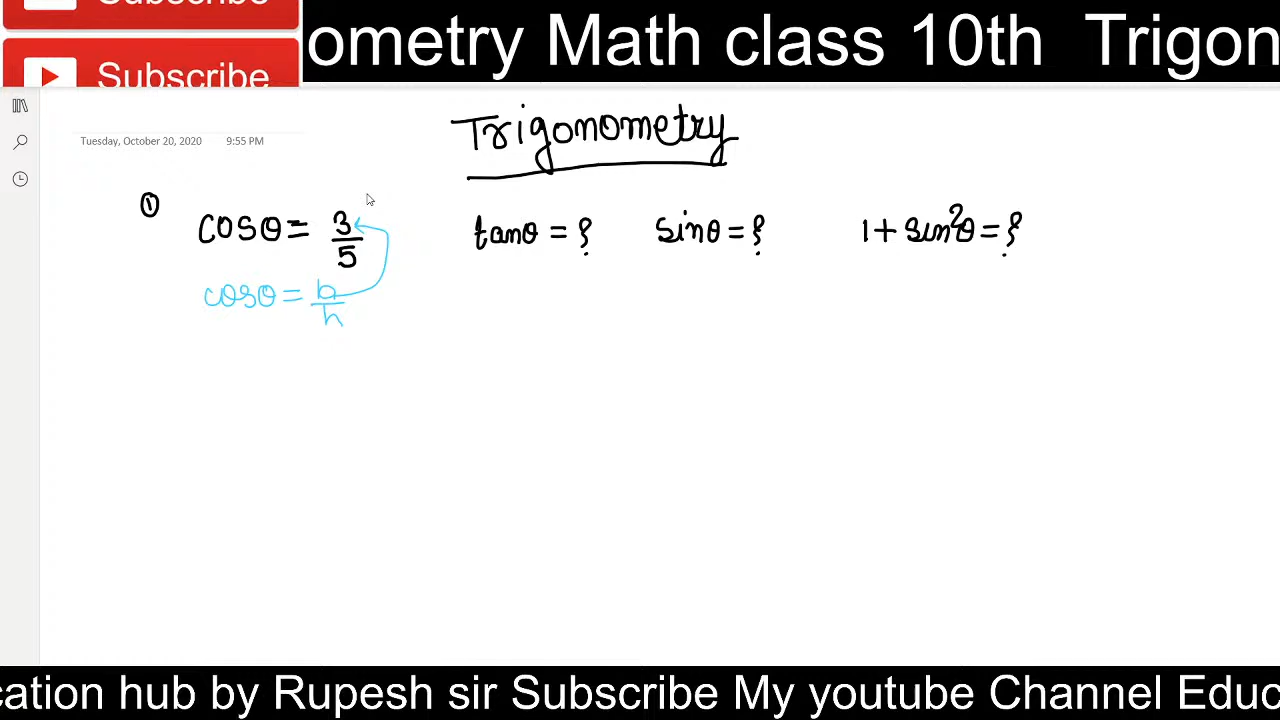 Subscribe
ometry Math class 10th Trigon
Subscribe
Trigonometry
Tuesday, October 20, 2020 9:55 PM
①
cosθ = 3/5 tanθ = ? sinθ = ? 1 + sin²θ = ?
cosθ = b/h
cation hub by Rupesh sir Subscribe My youtube Channel Educ